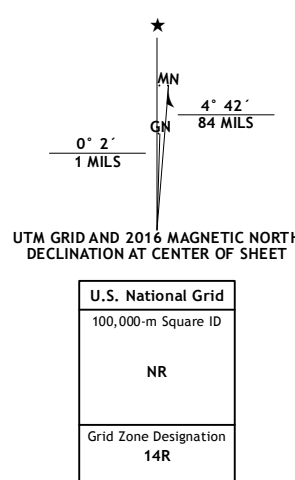 ★
MN
4° 42´
84 MILS
GN
0° 2´
1 MILS
UTM GRID AND 2016 MAGNETIC NORTH
DECLINATION AT CENTER OF SHEET
U.S. National Grid
100,000-m Square ID
NR
Grid Zone Designation
14R